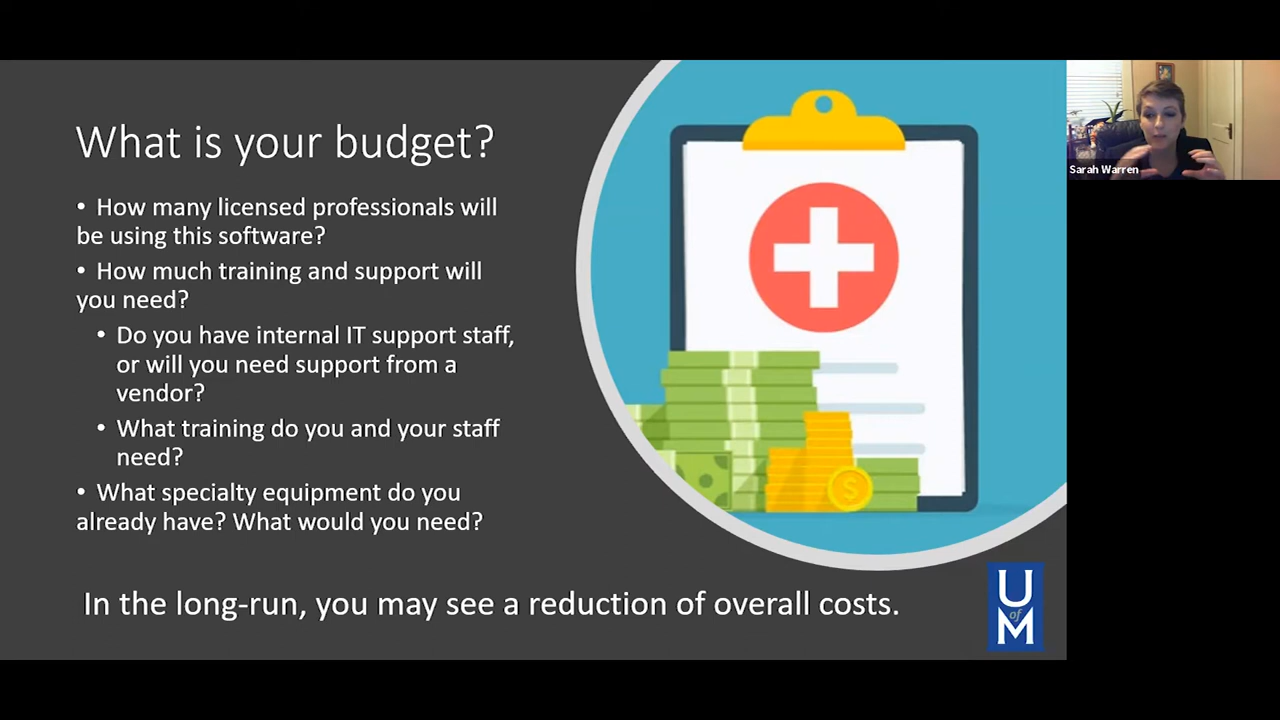 What is your budget?
• How many licensed professionals will
be using this software?
• How much training and support will
you need?
• Do you have internal IT support staff,
or will you need support from a
vendor?
• What training do you and your staff
need?
• What specialty equipment do you
already have? What would you need?
In the long-run, you may see a reduction of overall costs.
Sarah Warren
$
U
of
M